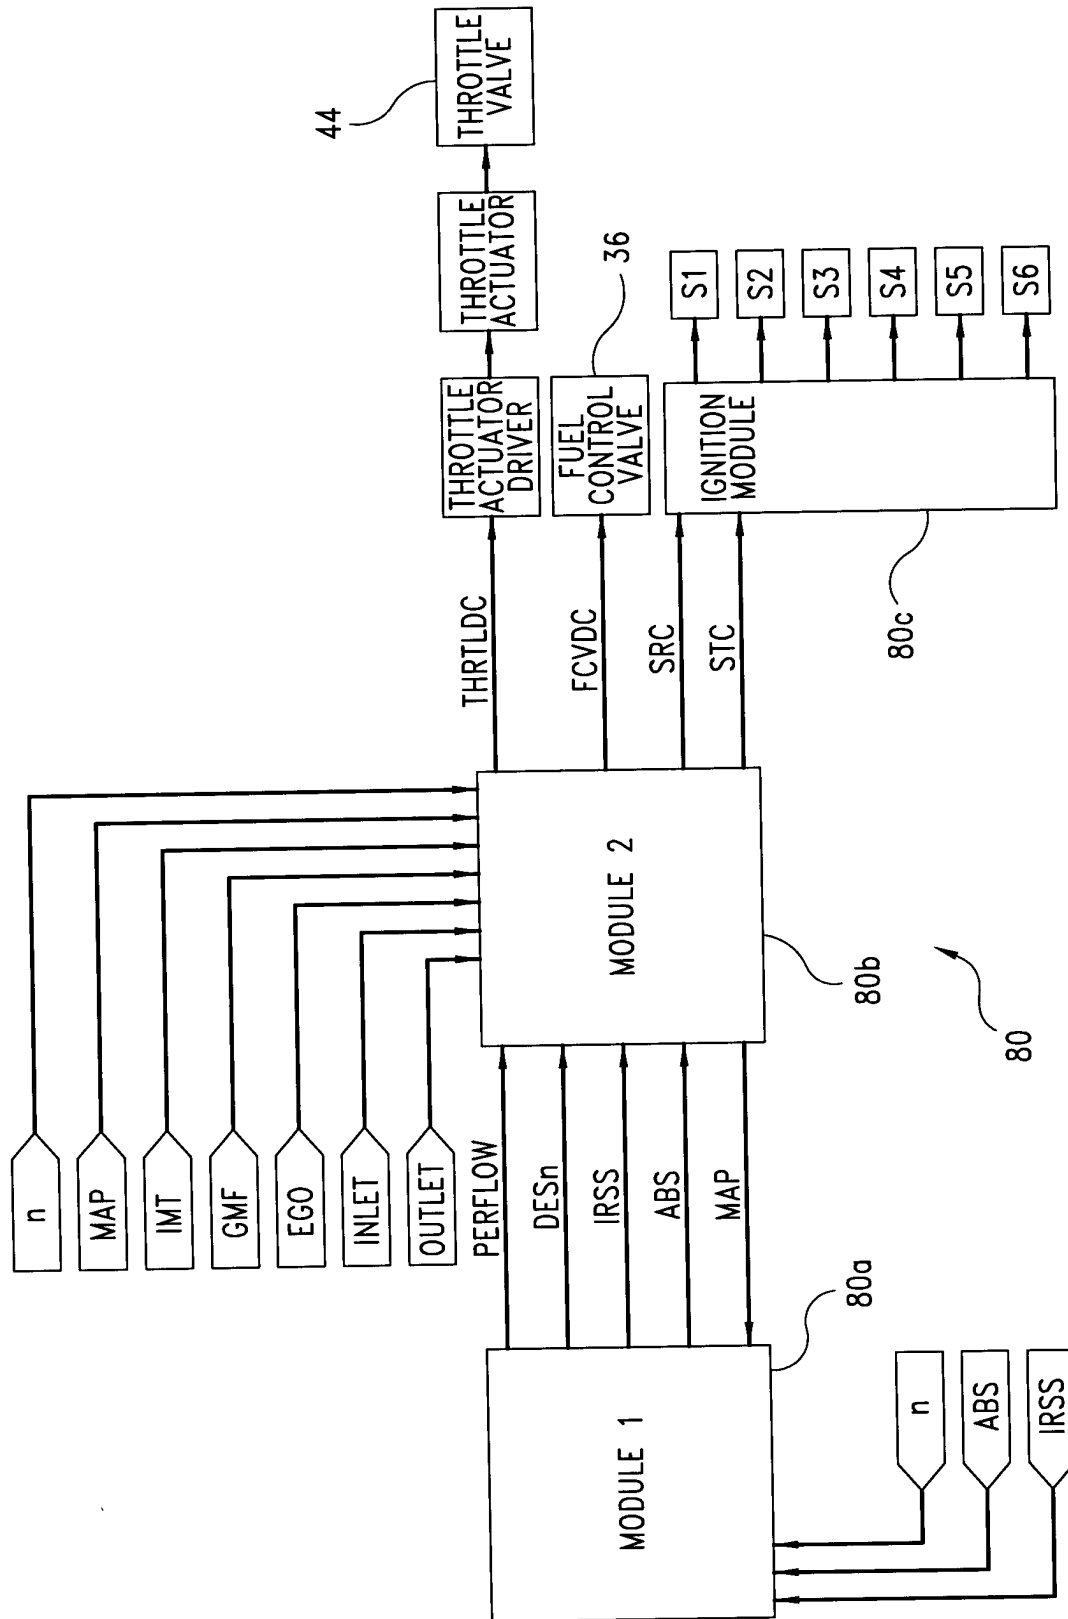 n
MAP
IMT
GMF
EGO
INLET
OUTLET
PERFLOW
DESn
IRSS
ABS
MAP
MODULE 1
80a
n
ABS
IRSS
MODULE 2
80b
80
THRTLDC
FCVDC
SRC
STC
THROTTLE
ACTUATOR
DRIVER
THROTTLE
ACTUATOR
THROTTLE
VALVE
44
FUEL
CONTROL
VALVE
36
IGNITION
MODULE
80c
S1
S2
S3
S4
S5
S6